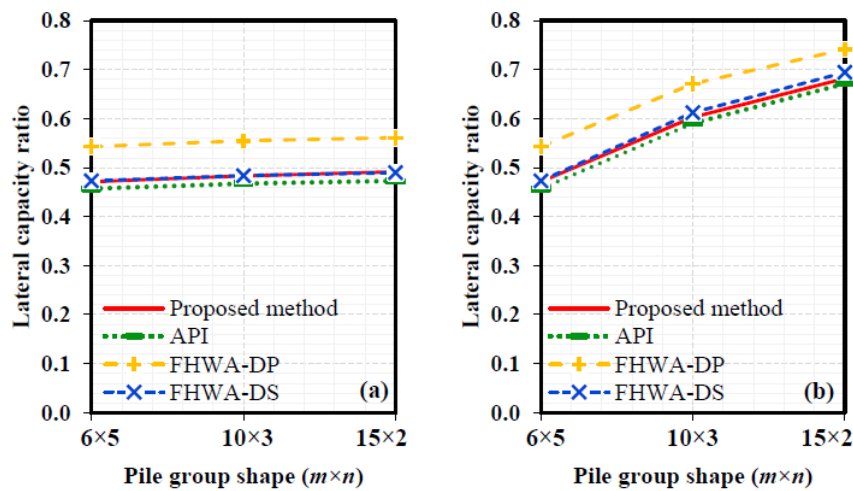 0.8
0.7
0.6
0.5
0.4
0.3
0.2
0.1
0.0
Lateral capacity ratio
Proposed method
API
FHWA-DP
FHWA-DS
(a)
6×5 10×3 15×2
Pile group shape (m×n)
0.8
0.7
0.6
0.5
0.4
0.3
0.2
0.1
0.0
Lateral capacity ratio
Proposed method
API
FHWA-DP
FHWA-DS
(b)
6×5 10×3 15×2
Pile group shape (m×n)